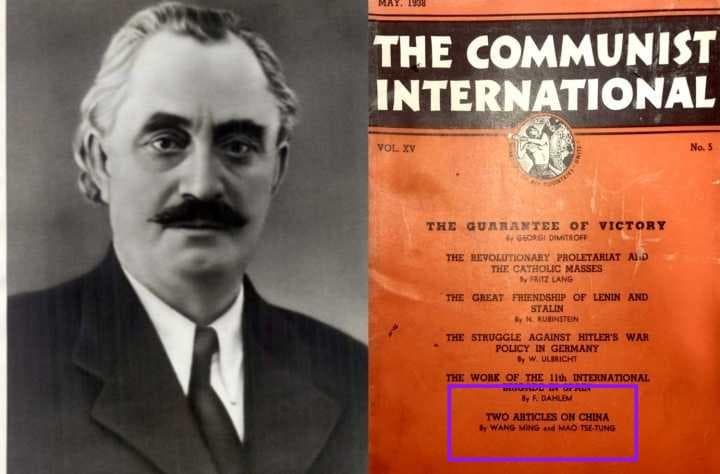 MAY. 1938
THE COMMUNIST
INTERNATIONAL
VOL. XV No. 5
THE GUARANTEE OF VICTORY
By GEORGI DIMITROFF
THE REVOLUTIONARY PROLETARIAT AND
THE CATHOLIC MASSES
By FRITZ LANG
THE GREAT FRIENDSHIP OF LENIN AND
STALIN
By N. RUBINSTEIN
THE STRUGGLE AGAINST HITLER'S WAR
POLICY IN GERMANY
By W. ULBRICHT
THE WORK OF THE 11th INTERNATIONAL
BRIGADE IN SPAIN
By F. DAHLEM
TWO ARTICLES ON CHINA
By WANG MING and MAO TSE-TUNG